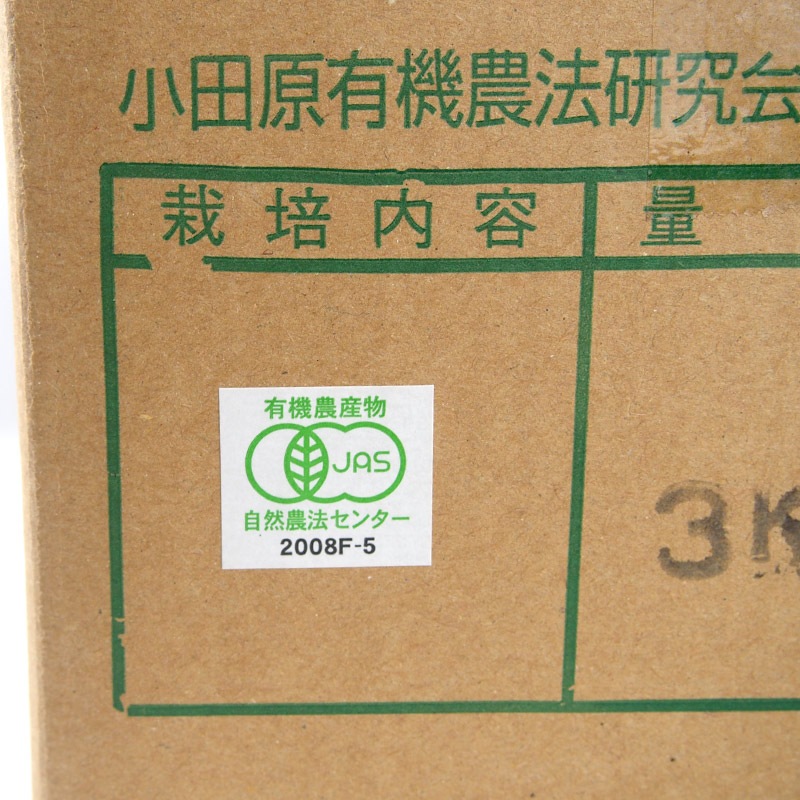 小田原有機農法研究会
栽培内容 量
有機農産物
JAS
自然農法センター
2008F-5
3K